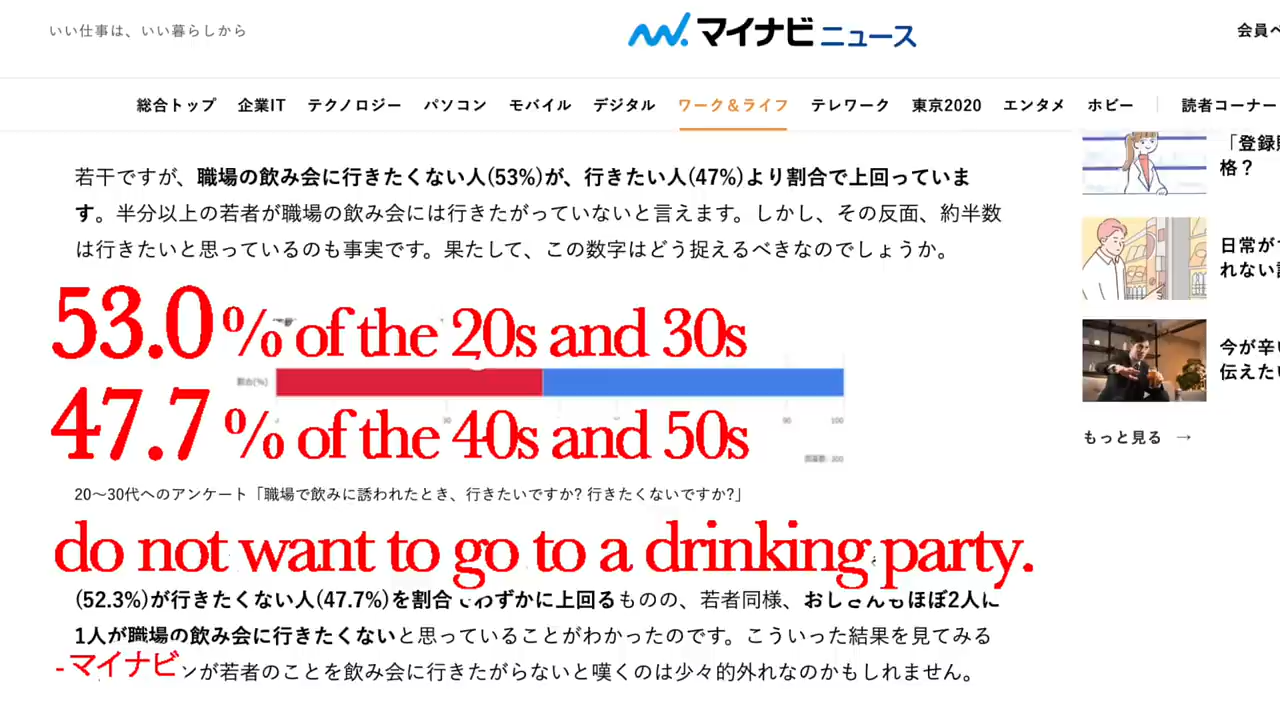 いい仕事は、いい暮らしから
マイナビニュース
会員ペ
総合トップ 企業IT テクノロジー パソコン モバイル デジタル ワーク＆ライフ テレワーク 東京2020 エンタメ ホビー 読者コーナー
若干ですが、職場の飲み会に行きたくない人(53%)が、行きたい人(47%)より割合で上回っていま
す。半分以上の若者が職場の飲み会には行きたがっていないと言えます。しかし、その反面、約半数
は行きたいと思っているのも事実です。果たして、この数字はどう捉えるべきなのでしょうか。
53.0% of the 20s and 30s
割合(%)
47.7% of the 40s and 50s
90 100
200
20〜30代へのアンケート「職場で飲みに誘われたとき、行きたいですか? 行きたくないですか?」
do not want to go to a drinking party.
(52.3%)が行きたくない人(47.7%)を割合でわずかに上回るものの、若者同様、おじさんもほぼ2人に
1人が職場の飲み会に行きたくないと思っていることがわかったのです。こういった結果を見てみる
- マイナビ
ンが若者のことを飲み会に行きたがらないと嘆くのは少々的外れなのかもしれません。
「登録
格？
日常が
れない
今が辛い
伝えたい
もっと見る →